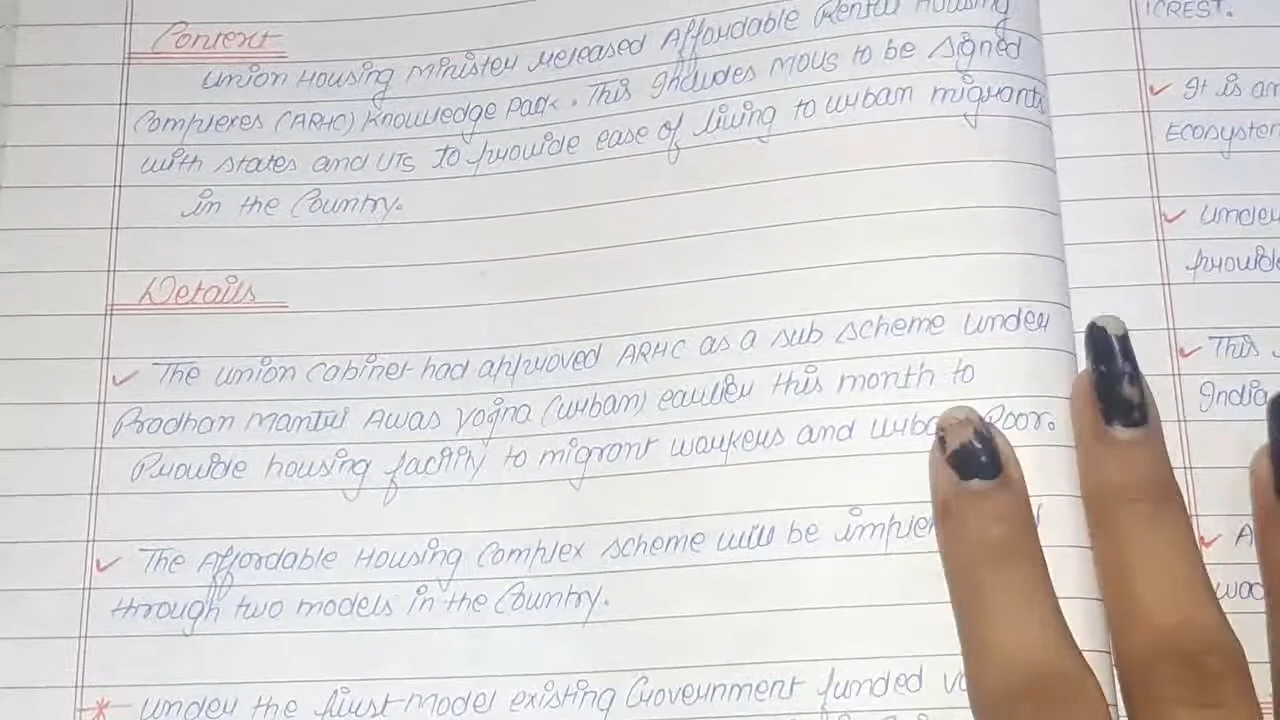 Context
Union Housing Minister released Affordable Rental Housing
Complexes (ARHC) Knowledge Pack. This Includes MOUs to be signed
with states and UTs to provide ease of living to urban migrants
in the Country.
Details
✓ The union cabinet had approved ARHC as a sub scheme under
Pradhan Mantri Awas Yojna (urban) earlier this month to
Provide housing facility to migrant workers and Poor.
✓ The Affordable Housing Complex scheme will be
through two models in the Country.
* Under the first model existing Government funded
ICREST.
✓ It is an
Ecosystem
✓ Under
provide
✓ This
India
✓ A